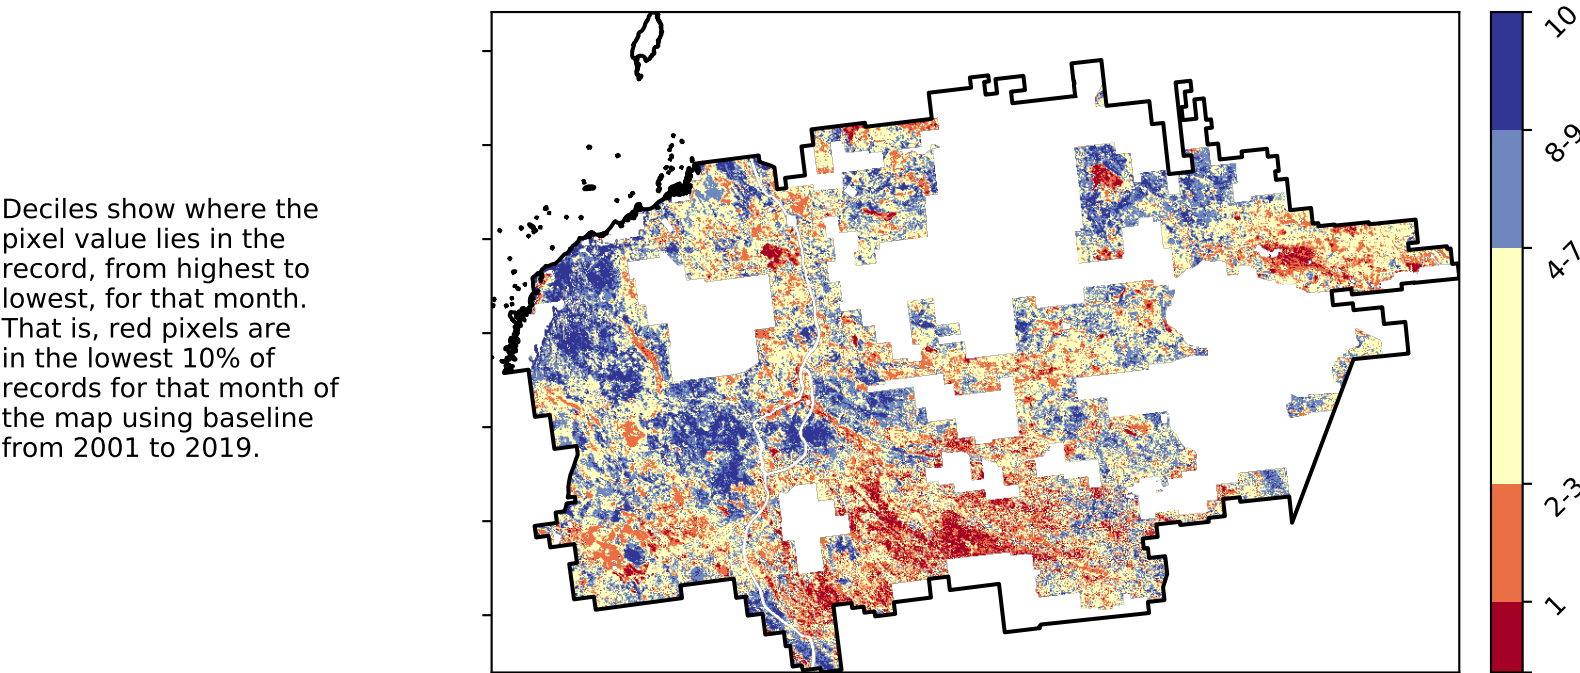 Deciles show where the
pixel value lies in the
record, from highest to
lowest, for that month.
That is, red pixels are
in the lowest 10% of
records for that month of
the map using baseline
from 2001 to 2019.
10
8-9
4-7
2-3
1